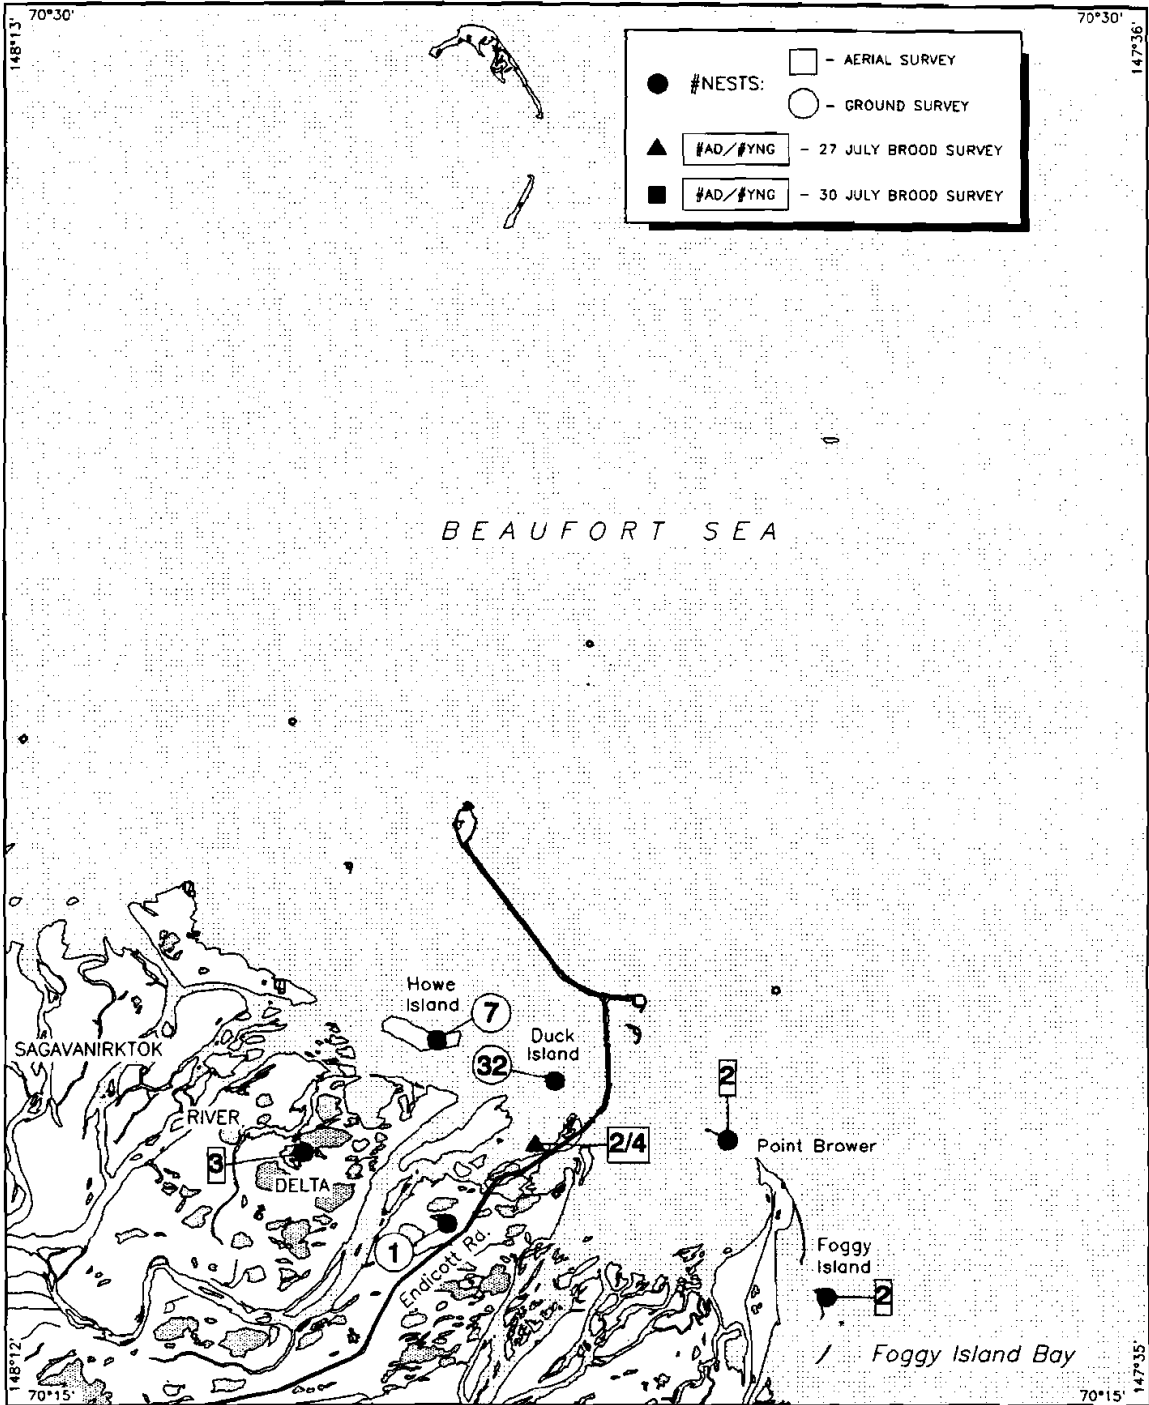 70°30'
70°30'
148°13'
147°36'
#NESTS:
- AERIAL SURVEY
- GROUND SURVEY
#AD/#YNG - 27 JULY BROOD SURVEY
#AD/#YNG - 30 JULY BROOD SURVEY
BEAUFORT SEA
Howe
Island
7
Duck
Island
32
SAGAVANIRKTOK
RIVER
DELTA
3
2
Point Brower
2/4
1
Endicott Rd.
Foggy
Island
2
Foggy Island Bay
148°12'
70°15'
70°15'
147°35'